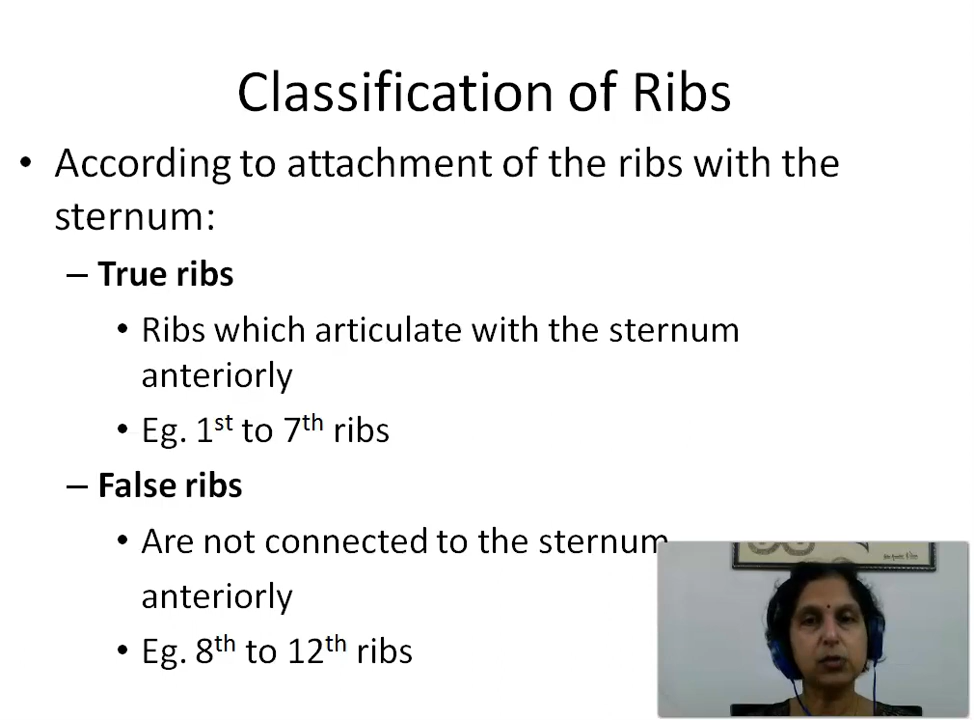 Classification of Ribs
• According to attachment of the ribs with the
sternum:
– True ribs
• Ribs which articulate with the sternum
anteriorly
• Eg. 1st to 7th ribs
– False ribs
• Are not connected to the sternum
anteriorly
• Eg. 8th to 12th ribs